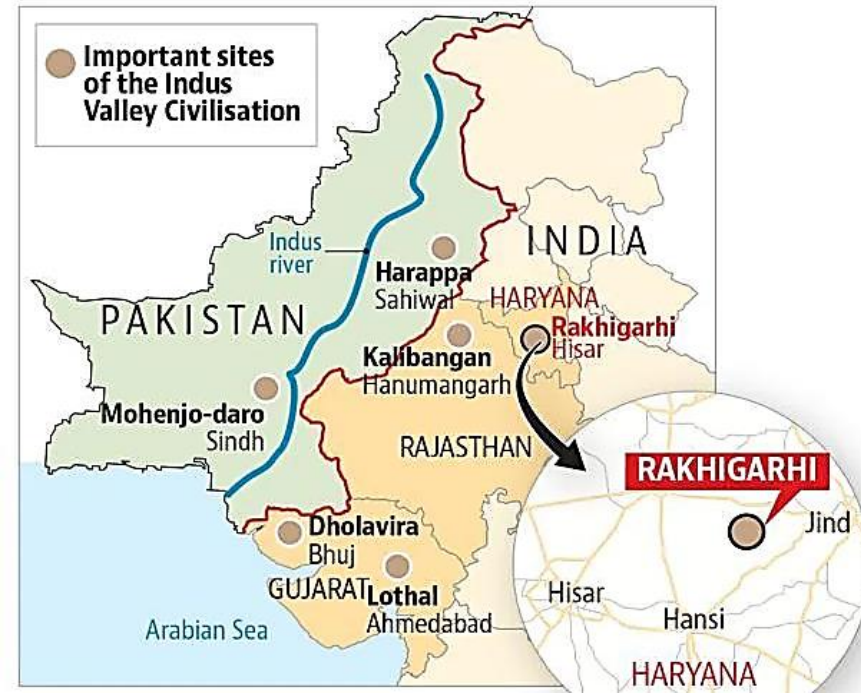 Important sites
of the Indus
Valley Civilisation
INDIA
Indus
river
Harappa
Sahiwal
HARYANA
PAKISTAN
Rakhigarhi
Hisar
Kalibangan
Hanumangarh
Mohenjo-daro
Sindh
RAJASTHAN
RAKHIGARHI
Jind
Dholavira
Bhuj
GUJARAT
Lothal
Ahmedabad
Hisar
Hansi
Arabian Sea
HARYANA